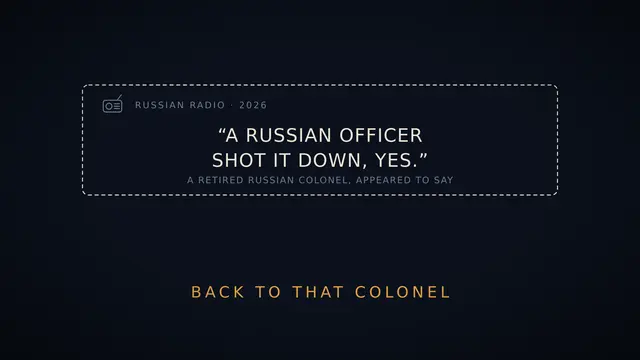 RUSSIAN RADIO · 2026
“A RUSSIAN OFFICER
SHOT IT DOWN, YES.”
A RETIRED RUSSIAN COLONEL, APPEARED TO SAY
BACK TO THAT COLONEL